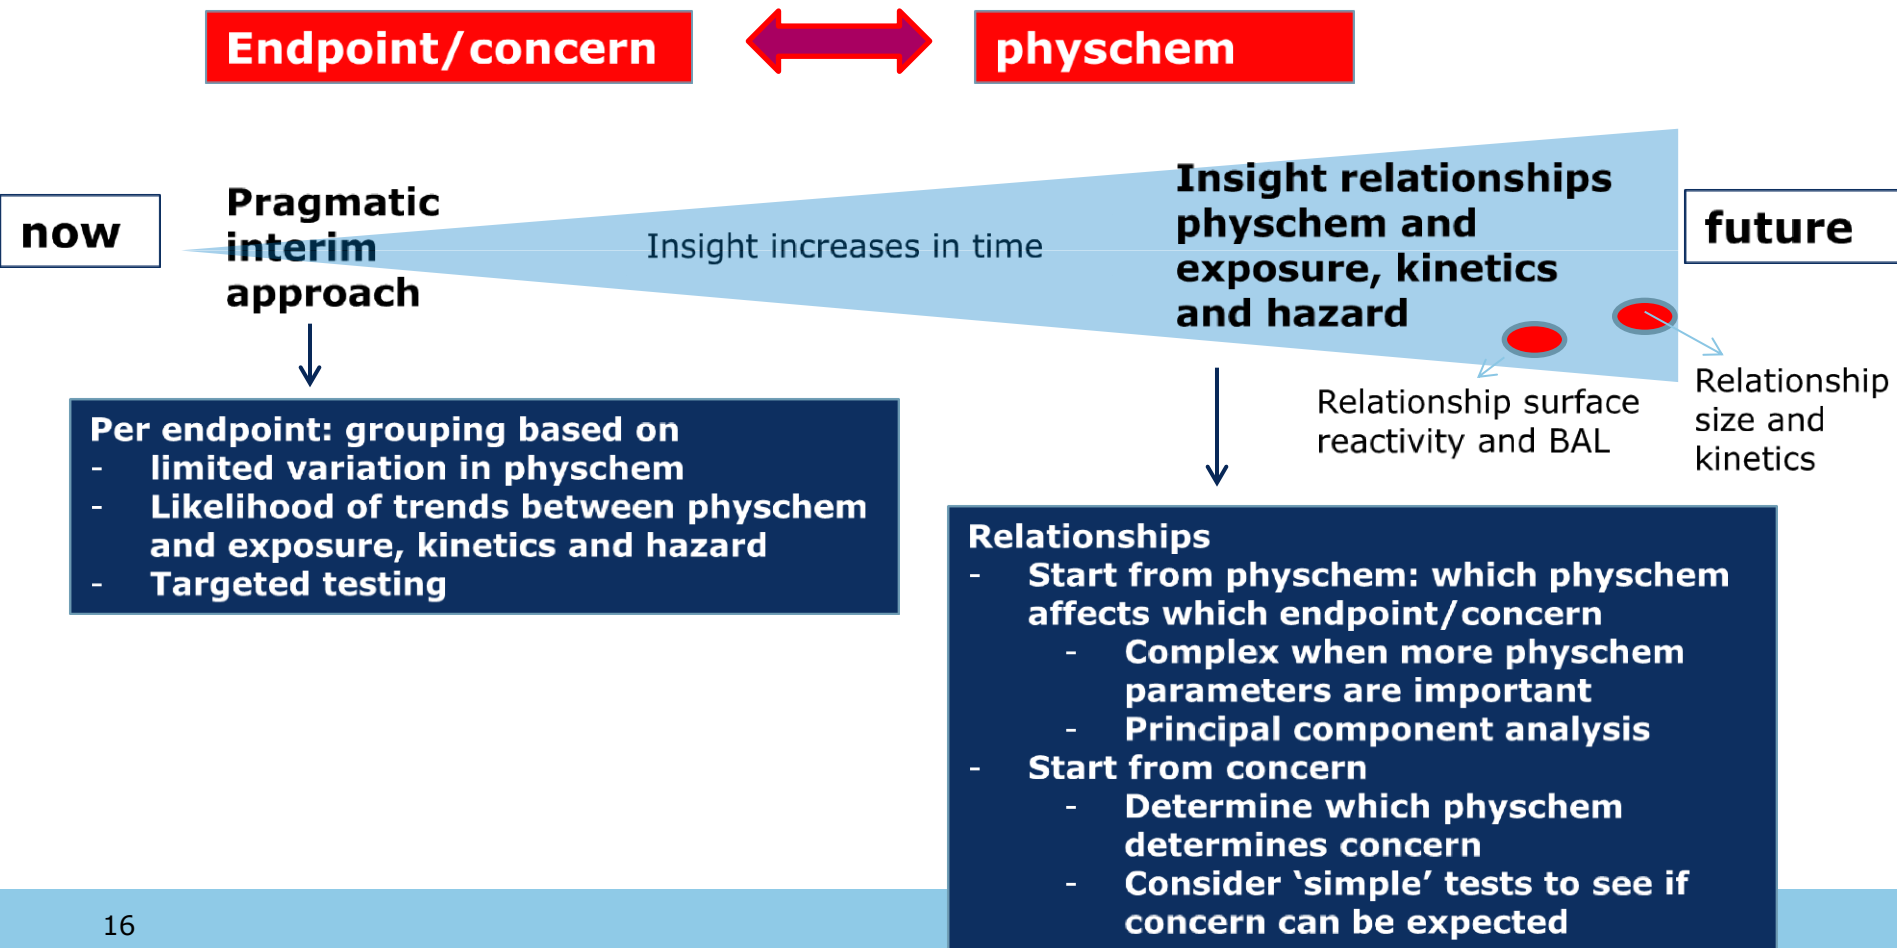 Endpoint/concern
physchem
now
Pragmatic
interim
approach
Insight increases in time
Insight relationships
physchem and
exposure, kinetics
and hazard
future
Relationship surface
reactivity and BAL
Relationship
size and
kinetics
Per endpoint: grouping based on
- limited variation in physchem
- Likelihood of trends between physchem
and exposure, kinetics and hazard
- Targeted testing
Relationships
- Start from physchem: which physchem
affects which endpoint/concern
- Complex when more physchem
parameters are important
- Principal component analysis
- Start from concern
- Determine which physchem
determines concern
- Consider ‘simple’ tests to see if
concern can be expected
16